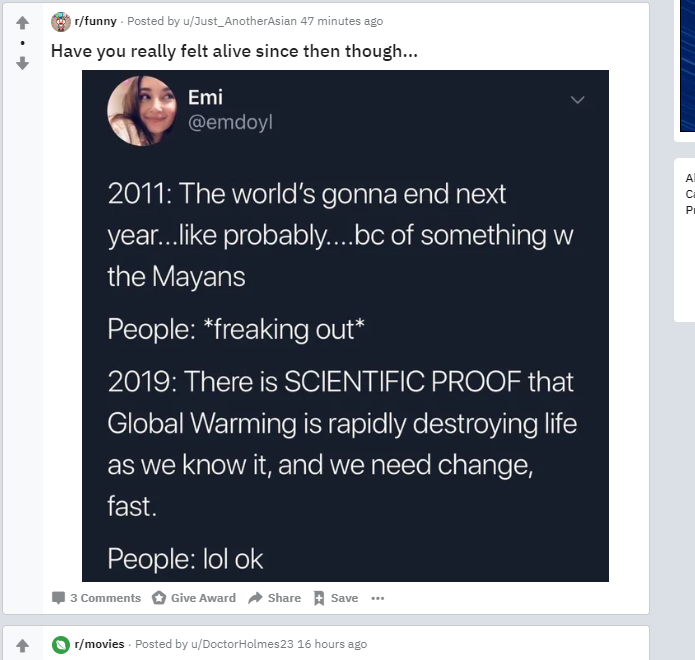 r/funny · Posted by u/Just_AnotherAsian 47 minutes ago
Have you really felt alive since then though...
Emi
@emdoyl
2011: The world's gonna end next
year...like probably....bc of something w
the Mayans
People: *freaking out*
2019: There is SCIENTIFIC PROOF that
Global Warming is rapidly destroying life
as we know it, and we need change,
fast.
People: lol ok
3 Comments Give Award Share Save ...
r/movies · Posted by u/DoctorHolmes23 16 hours ago